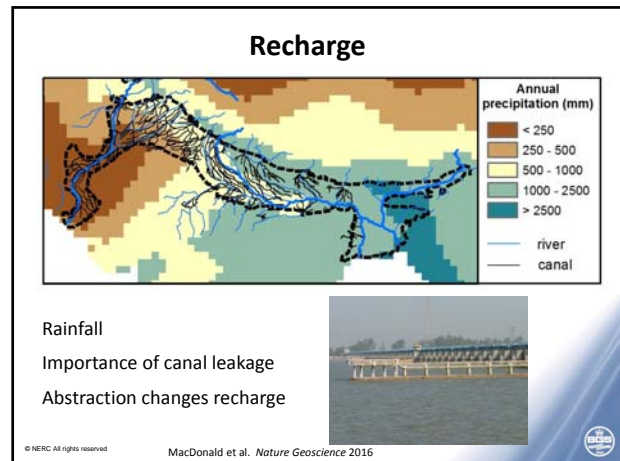 Recharge
Annual
precipitation (mm)
< 250
250 - 500
500 - 1000
1000 - 2500
> 2500
river
canal
Rainfall
Importance of canal leakage
Abstraction changes recharge
© NERC All rights reserved
MacDonald et al. Nature Geoscience 2016
BGS